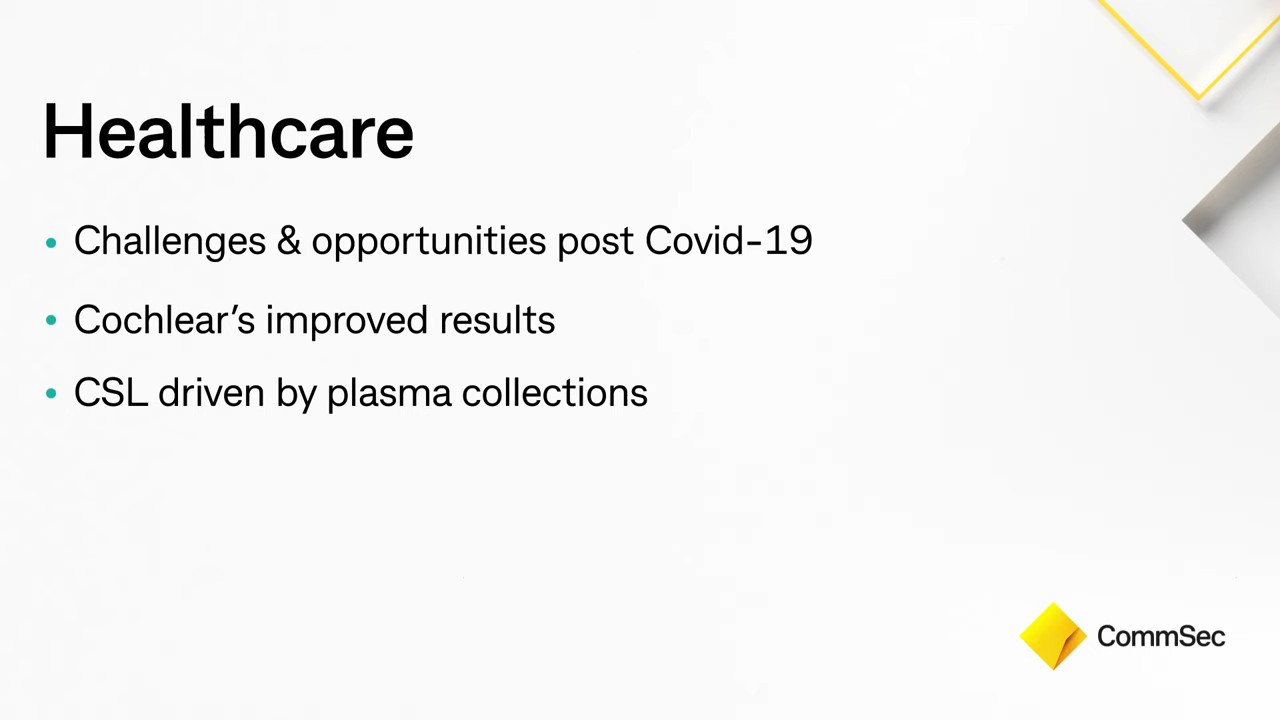 Healthcare
• Challenges & opportunities post Covid-19
• Cochlear’s improved results
• CSL driven by plasma collections
CommSec